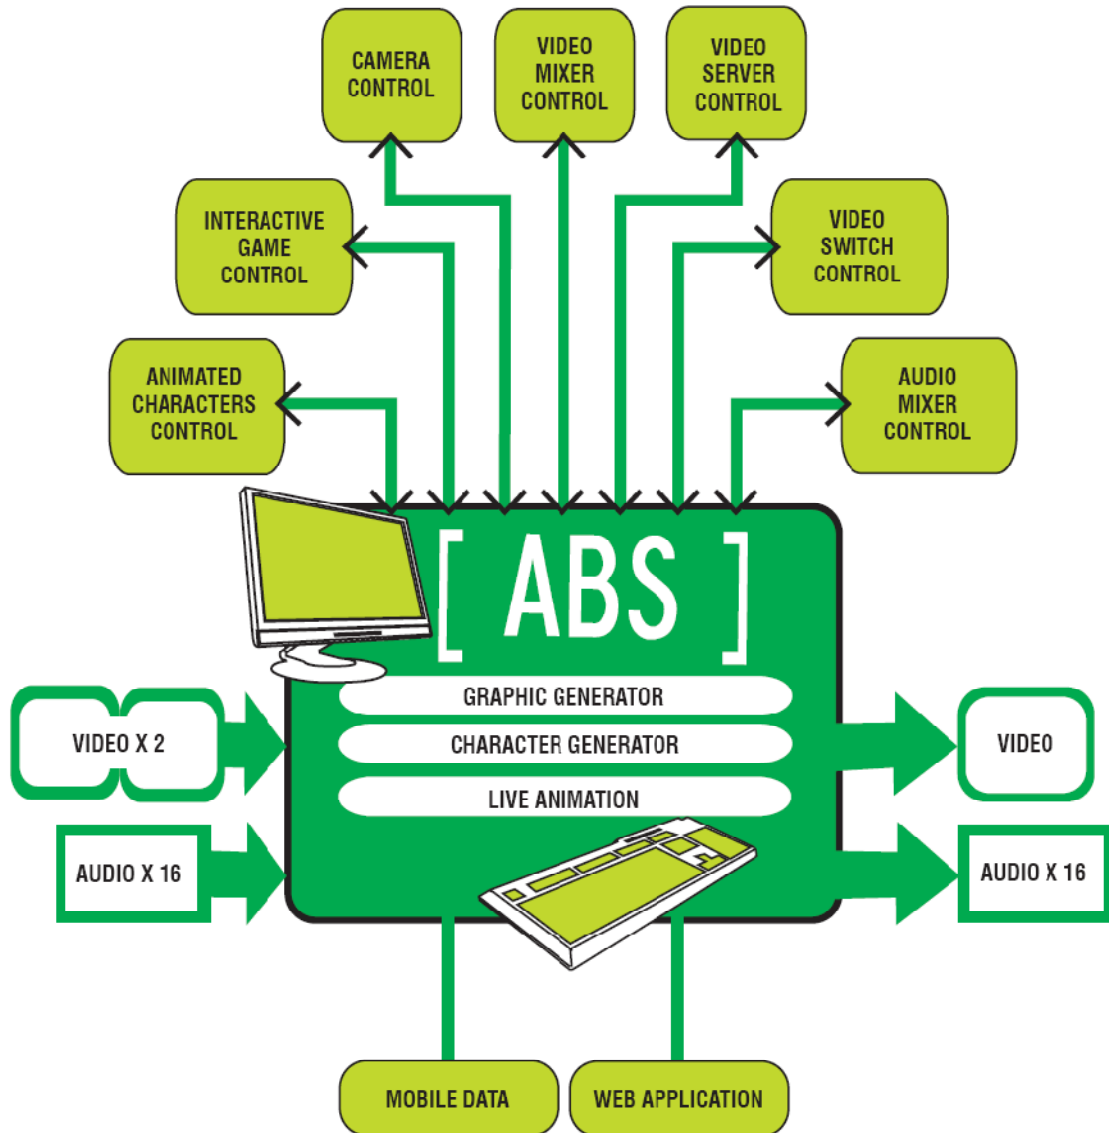 CAMERA
CONTROL
VIDEO
MIXER
CONTROL
VIDEO
SERVER
CONTROL
INTERACTIVE
GAME
CONTROL
VIDEO
SWITCH
CONTROL
ANIMATED
CHARACTERS
CONTROL
AUDIO
MIXER
CONTROL
[ ABS ]
GRAPHIC GENERATOR
CHARACTER GENERATOR
LIVE ANIMATION
VIDEO X 2
VIDEO
AUDIO X 16
AUDIO X 16
MOBILE DATA
WEB APPLICATION